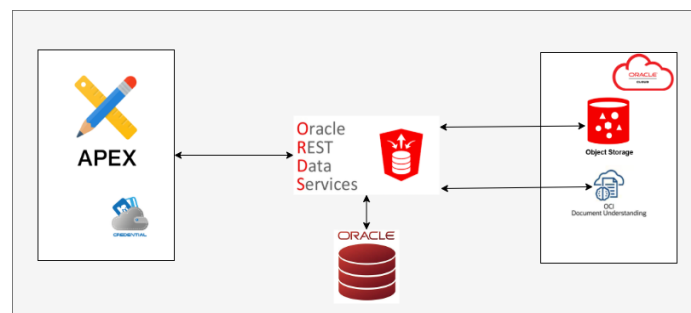 APEX
CREDENTIAL
Oracle
REST
Data
Services
ORACLE
ORACLE
Object Storage
OCI
Document Understanding